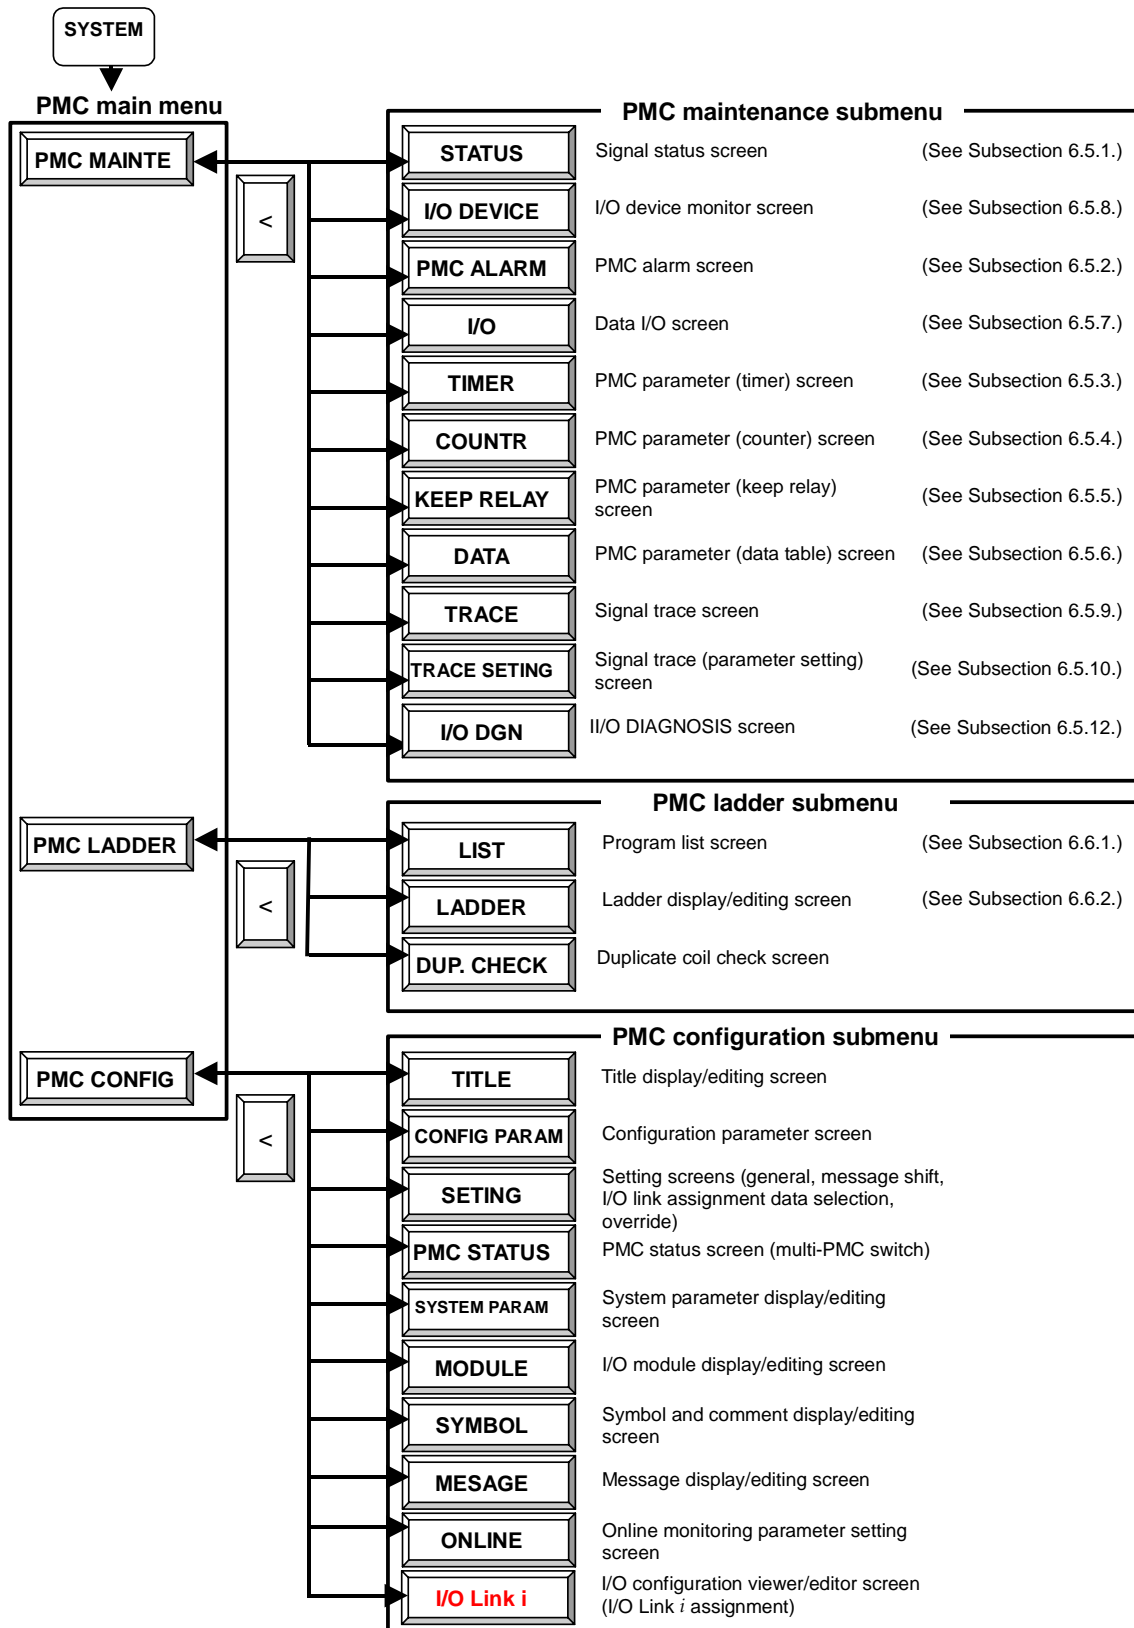 SYSTEM
PMC main menu
PMC maintenance submenu
PMC MAINTE
<
STATUS Signal status screen (See Subsection 6.5.1.)
I/O DEVICE I/O device monitor screen (See Subsection 6.5.8.)
PMC ALARM PMC alarm screen (See Subsection 6.5.2.)
I/O Data I/O screen (See Subsection 6.5.7.)
TIMER PMC parameter (timer) screen (See Subsection 6.5.3.)
COUNTR PMC parameter (counter) screen (See Subsection 6.5.4.)
KEEP RELAY PMC parameter (keep relay)
screen (See Subsection 6.5.5.)
DATA PMC parameter (data table) screen (See Subsection 6.5.6.)
TRACE Signal trace screen (See Subsection 6.5.9.)
TRACE SETING Signal trace (parameter setting)
screen (See Subsection 6.5.10.)
I/O DGN II/O DIAGNOSIS screen (See Subsection 6.5.12.)
PMC ladder submenu
PMC LADDER
<
LIST Program list screen (See Subsection 6.6.1.)
LADDER Ladder display/editing screen (See Subsection 6.6.2.)
DUP. CHECK Duplicate coil check screen
PMC configuration submenu
PMC CONFIG
<
TITLE Title display/editing screen
CONFIG PARAM Configuration parameter screen
SETING Setting screens (general, message shift,
I/O link assignment data selection,
override)
PMC STATUS PMC status screen (multi-PMC switch)
SYSTEM PARAM System parameter display/editing
screen
MODULE I/O module display/editing screen
SYMBOL Symbol and comment display/editing
screen
MESAGE Message display/editing screen
ONLINE Online monitoring parameter setting
screen
I/O Link i I/O configuration viewer/editor screen
(I/O Link i assignment)